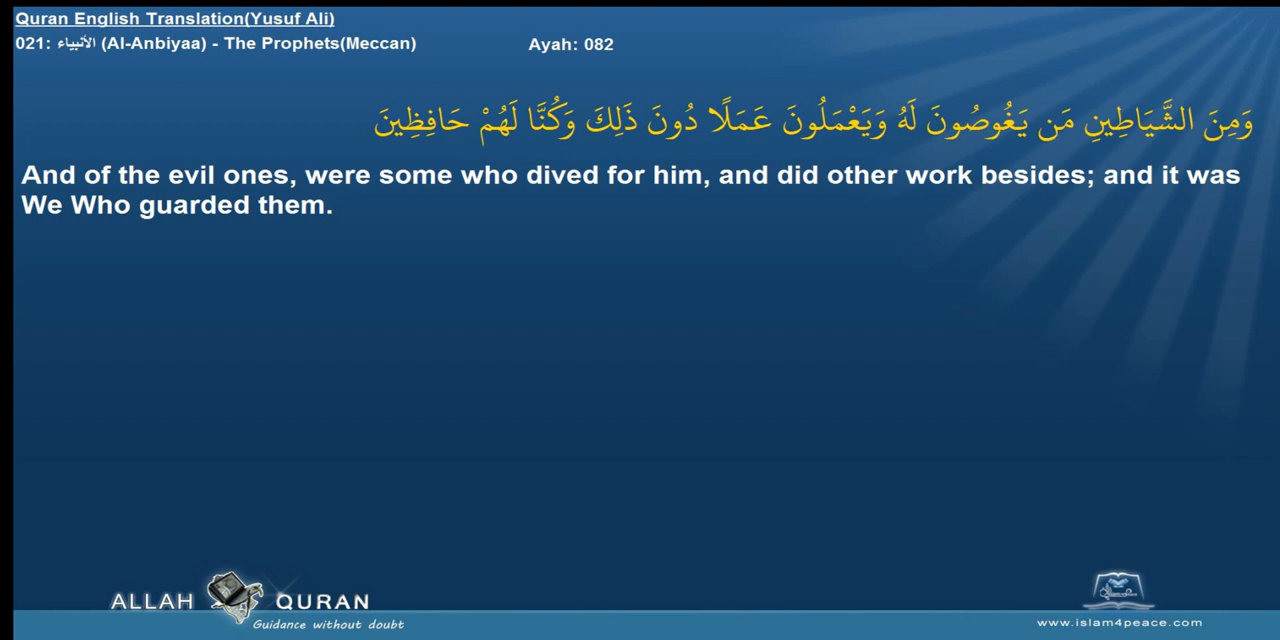 Quran English Translation(Yusuf Ali)
021: الأنبياء (Al-Anbiyaa) - The Prophets(Meccan) Ayah: 082
وَمِنَ الشَّيَاطِينِ مَن يَغُوصُونَ لَهُ وَيَعْمَلُونَ عَمَلًا دُونَ ذَلِكَ وَكُنَّا لَهُمْ حَافِظِينَ
And of the evil ones, were some who dived for him, and did other work besides; and it was
We Who guarded them.
ALLAH QURAN
Guidance without doubt
www.islam4peace.com